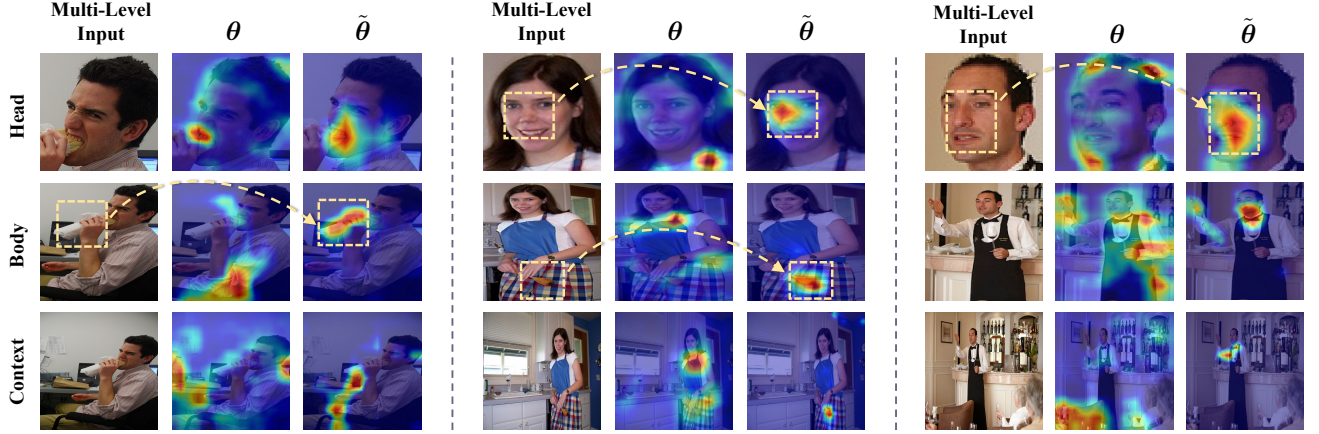 Multi-Level
Input
θ
θ̃
Multi-Level
Input
θ
θ̃
Multi-Level
Input
θ
θ̃
Head
Body
Context